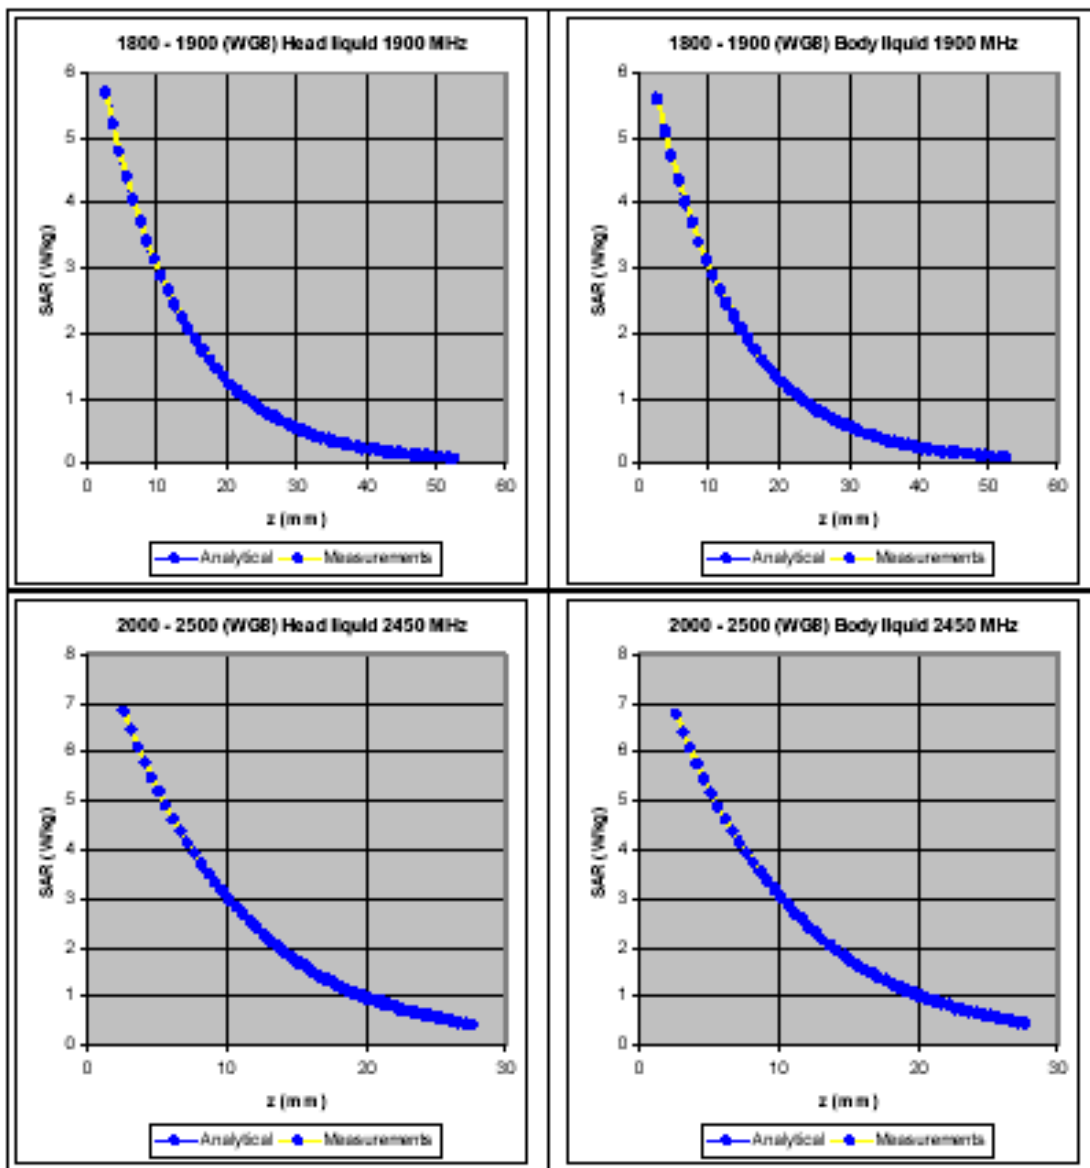 1800 - 1900 (WGB) Head liquid 1900 MHz
6
5
4
3
2
1
0
SAR (W/kg)
0 10 20 30 40 50 60
z (mm)
Analytical Measurements
1800 - 1900 (WGB) Body liquid 1900 MHz
6
5
4
3
2
1
0
SAR (W/kg)
0 10 20 30 40 50 60
z (mm)
Analytical Measurements
2000 - 2500 (WGB) Head liquid 2450 MHz
8
7
6
5
4
3
2
1
0
SAR (W/kg)
0 10 20 30
z (mm)
Analytical Measurements
2000 - 2500 (WGB) Body liquid 2450 MHz
8
7
6
5
4
3
2
1
0
SAR (W/kg)
0 10 20 30
z (mm)
Analytical Measurements